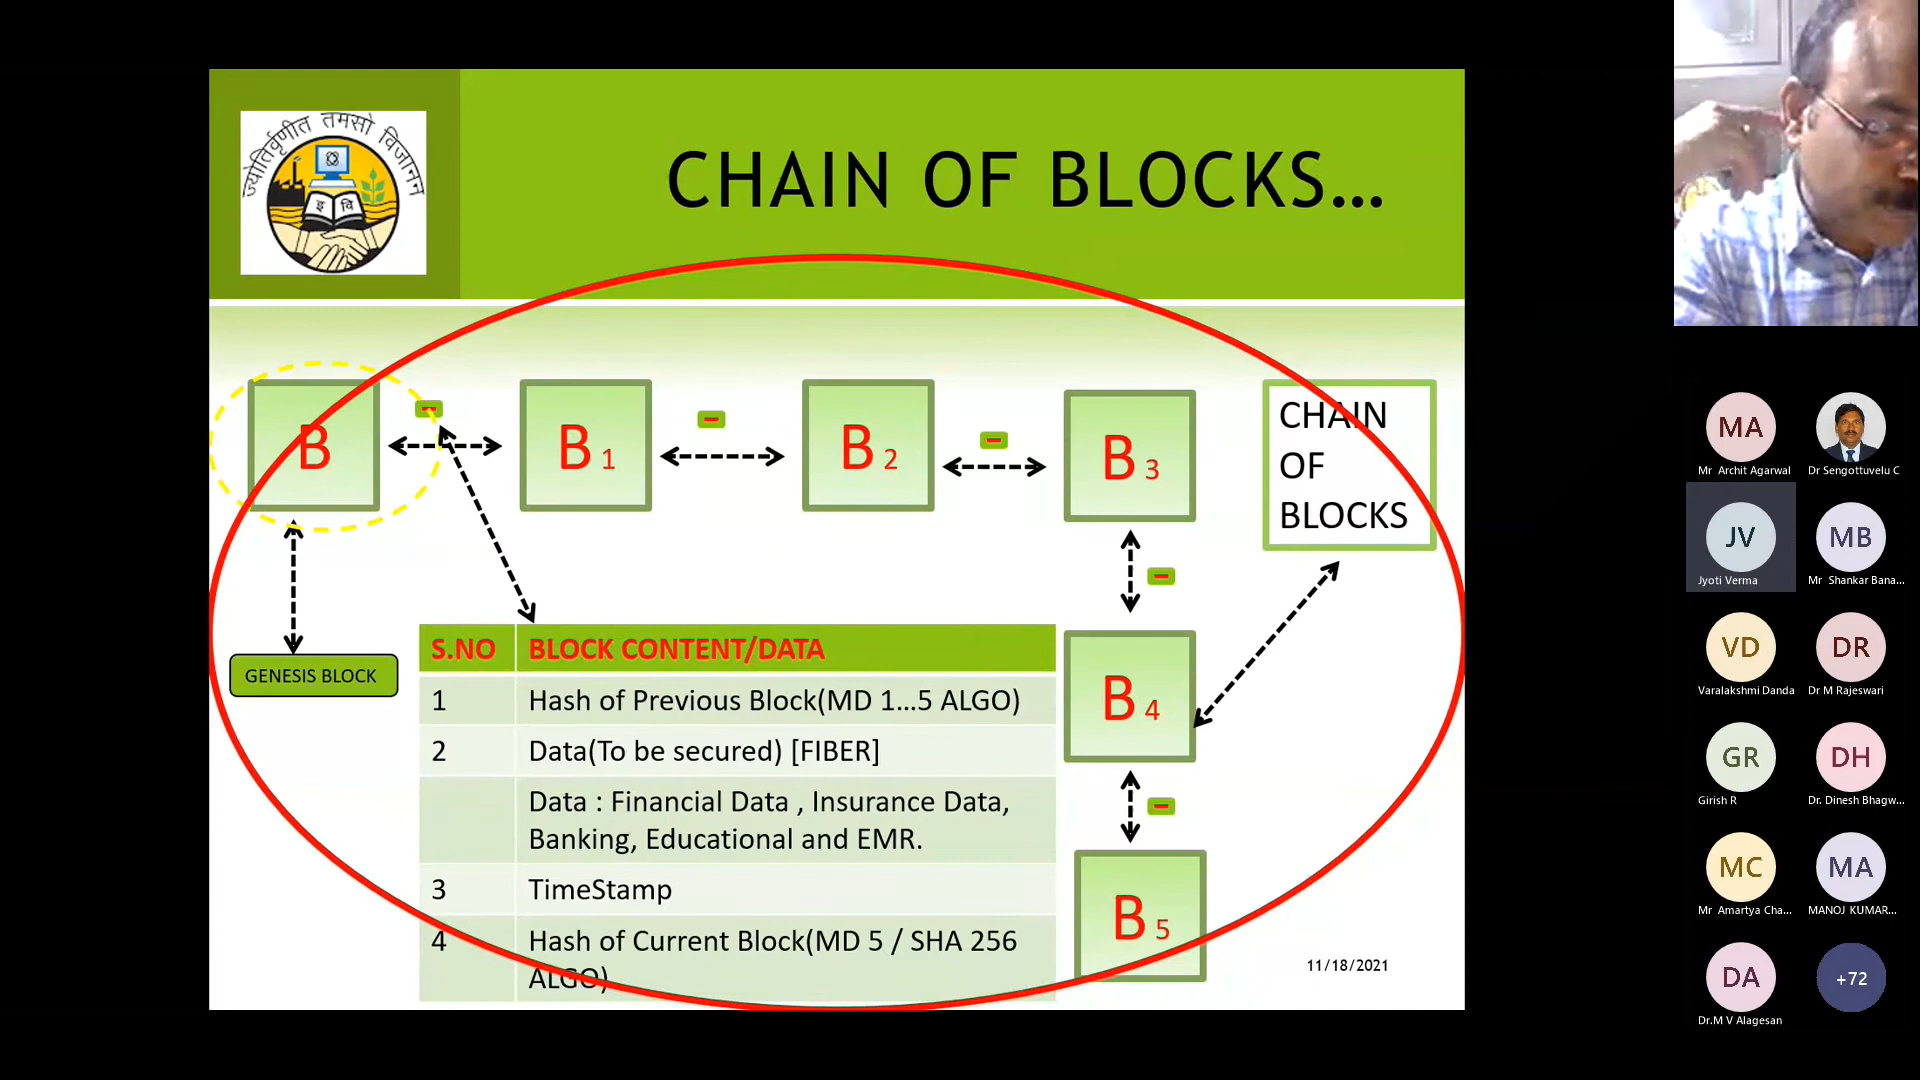 ज्योतिर्वृणीत तमसो विजानन
इ वि
CHAIN OF BLOCKS...
B
B 1
B 2
B 3
CHAIN
OF
BLOCKS
GENESIS BLOCK
B 4
B 5
S.NO BLOCK CONTENT/DATA
1 Hash of Previous Block(MD 1...5 ALGO)
2 Data(To be secured) [FIBER]
Data : Financial Data , Insurance Data,
Banking, Educational and EMR.
3 TimeStamp
4 Hash of Current Block(MD 5 / SHA 256
ALGO)
11/18/2021
MA
Mr Archit Agarwal
Dr Sengottuvelu C
JV
Jyoti Verma
MB
Mr Shankar Bana...
VD
Varalakshmi Danda
DR
Dr M Rajeswari
GR
Girish R
DH
Dr. Dinesh Bhagw...
MC
Mr Amartya Cha...
MA
MANOJ KUMAR...
DA
Dr.M V Alagesan
+72